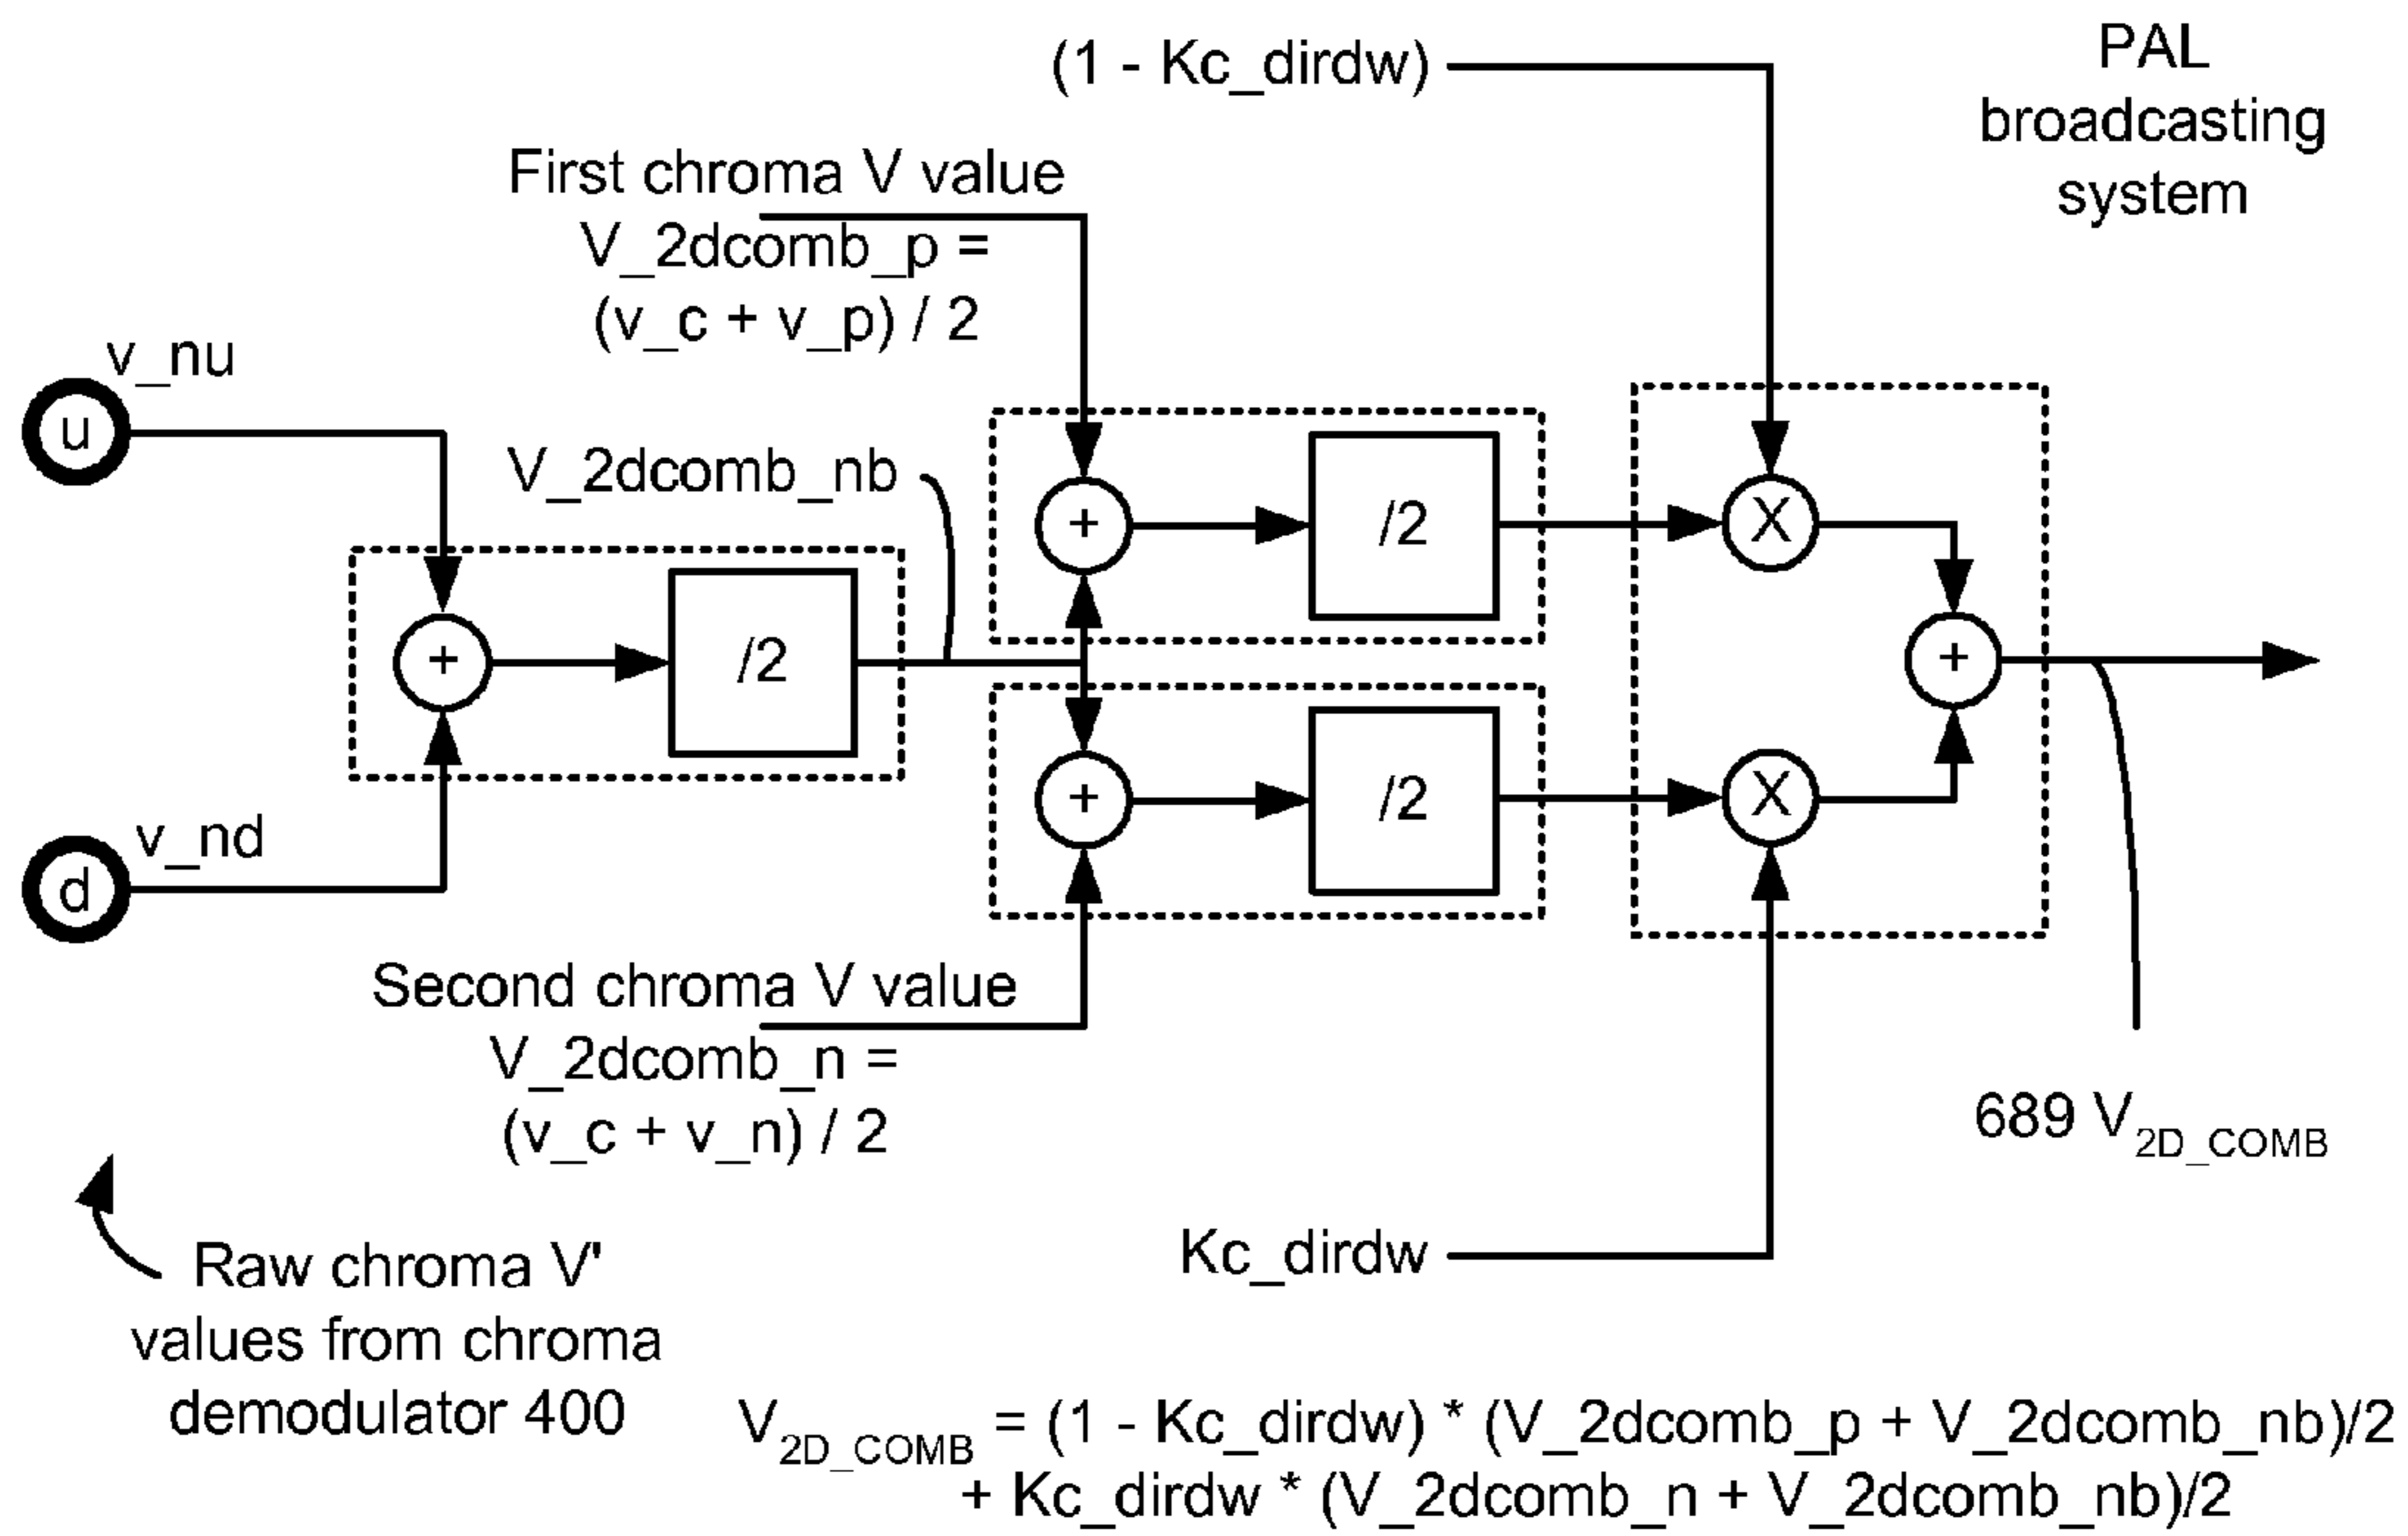 (1 - Kc_dirdw)
PAL
broadcasting
system
First chroma V value
V_2dcomb_p =
(v_c + v_p) / 2
v_nu
u
V_2dcomb_nb
+
/2
X
+
/2
+
+
/2
X
v_nd
d
Second chroma V value
V_2dcomb_n =
(v_c + v_n) / 2
689 V2D_COMB
Kc_dirdw
Raw chroma V'
values from chroma
demodulator 400
V2D_COMB = (1 - Kc_dirdw) * (V_2dcomb_p + V_2dcomb_nb)/2
+ Kc_dirdw * (V_2dcomb_n + V_2dcomb_nb)/2